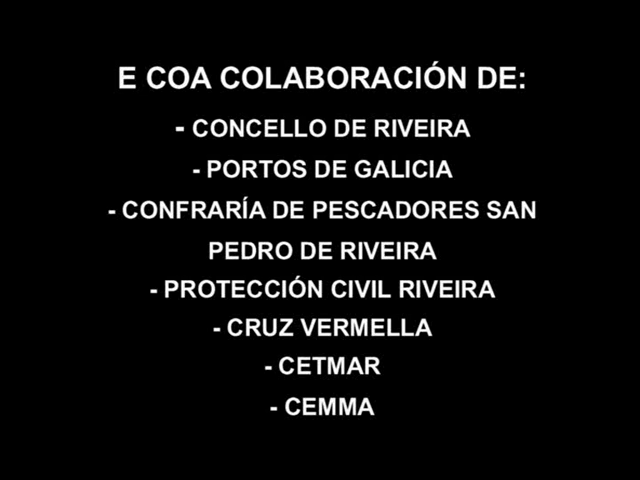 E COA COLABORACIÓN DE:
- CONCELLO DE RIVEIRA
- PORTOS DE GALICIA
- CONFRARÍA DE PESCADORES SAN
PEDRO DE RIVEIRA
- PROTECCIÓN CIVIL RIVEIRA
- CRUZ VERMELLA
- CETMAR
- CEMMA